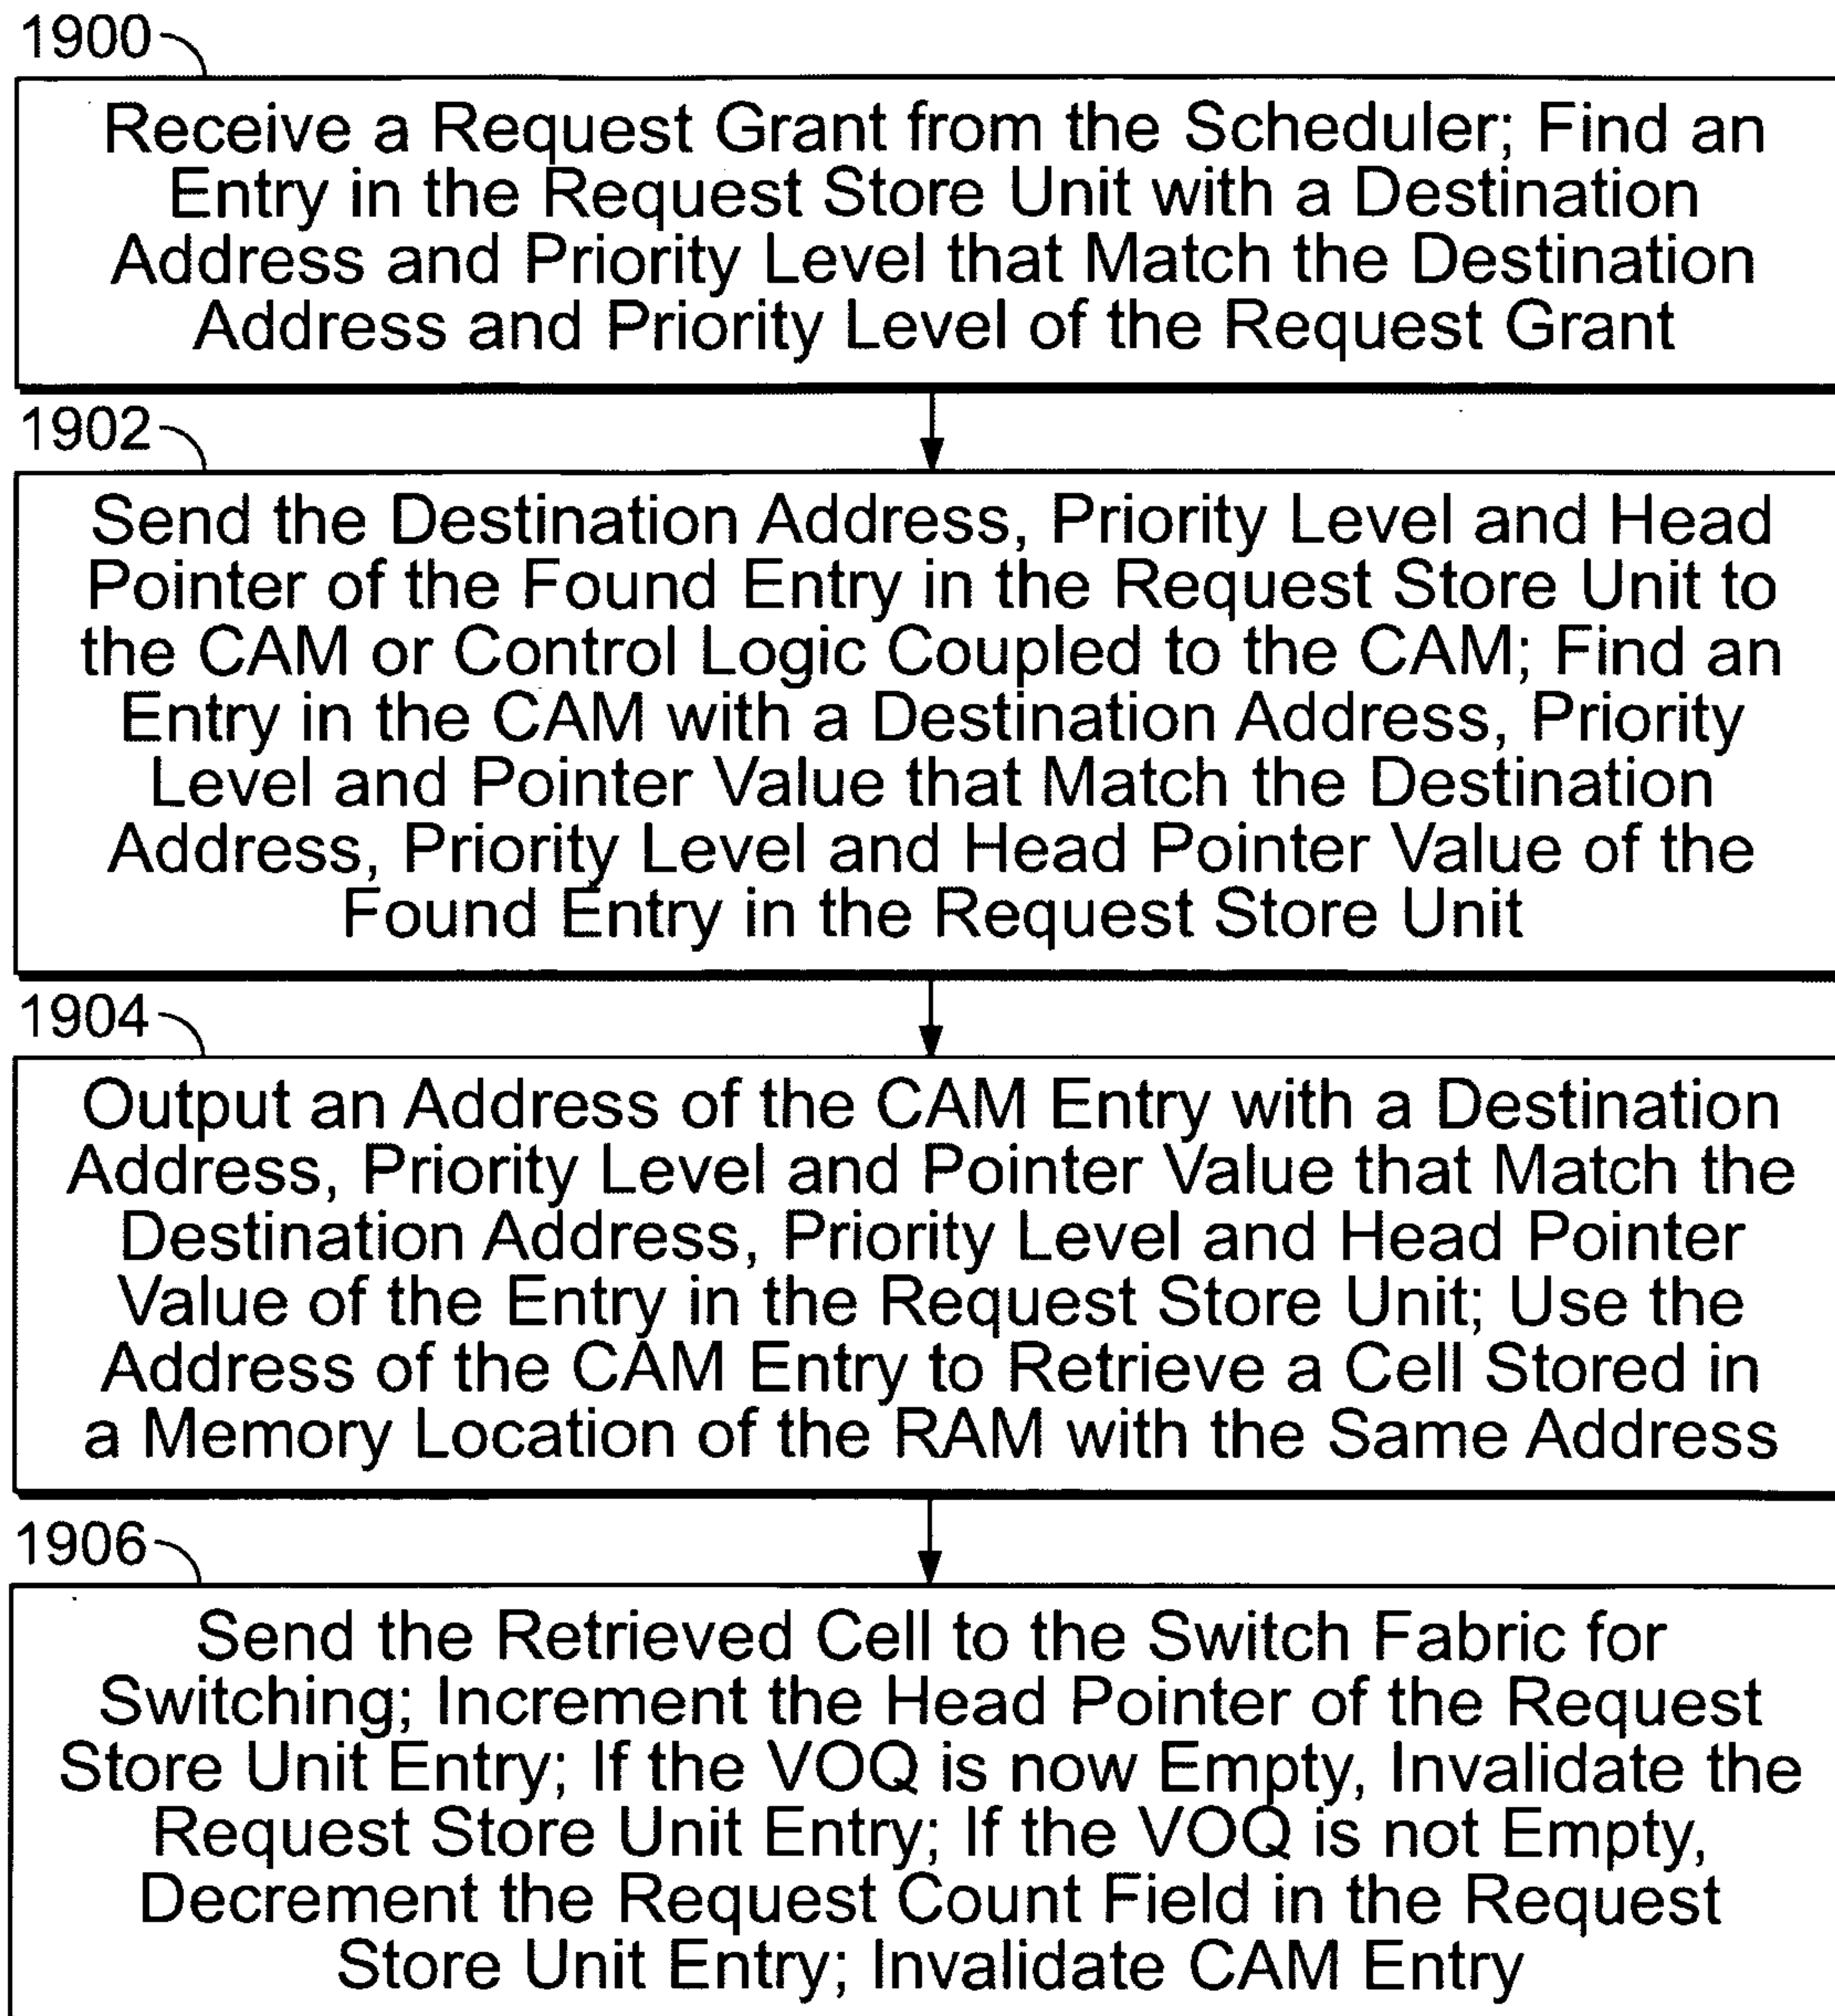 1900
Receive a Request Grant from the Scheduler; Find an
Entry in the Request Store Unit with a Destination
Address and Priority Level that Match the Destination
Address and Priority Level of the Request Grant
1902
Send the Destination Address, Priority Level and Head
Pointer of the Found Entry in the Request Store Unit to
the CAM or Control Logic Coupled to the CAM; Find an
Entry in the CAM with a Destination Address, Priority
Level and Pointer Value that Match the Destination
Address, Priority Level and Head Pointer Value of the
Found Entry in the Request Store Unit
1904
Output an Address of the CAM Entry with a Destination
Address, Priority Level and Pointer Value that Match the
Destination Address, Priority Level and Head Pointer
Value of the Entry in the Request Store Unit; Use the
Address of the CAM Entry to Retrieve a Cell Stored in
a Memory Location of the RAM with the Same Address
1906
Send the Retrieved Cell to the Switch Fabric for
Switching; Increment the Head Pointer of the Request
Store Unit Entry; If the VOQ is now Empty, Invalidate the
Request Store Unit Entry; If the VOQ is not Empty,
Decrement the Request Count Field in the Request
Store Unit Entry; Invalidate CAM Entry